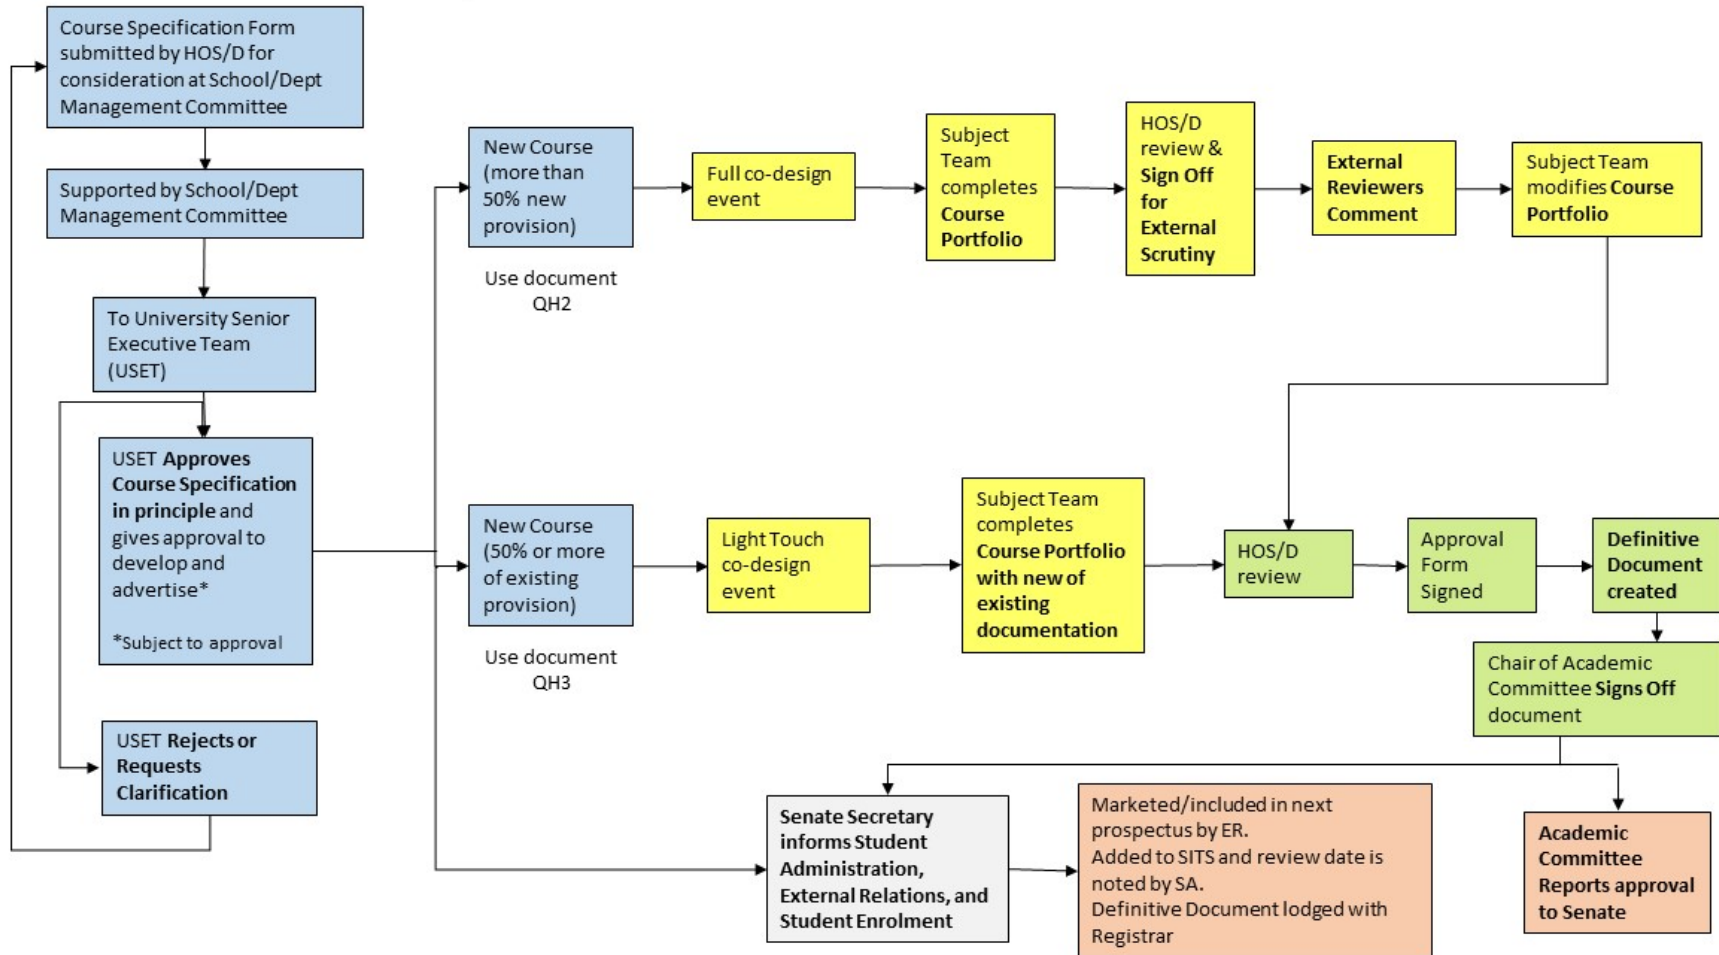 Course Specification Form
submitted by HOS/D for
consideration at School/Dept
Management Committee
Supported by School/Dept
Management Committee
To University Senior
Executive Team
(USET)
USET Approves
Course Specification
in principle and
gives approval to
develop and
advertise*
*Subject to approval
USET Rejects or
Requests
Clarification
New Course
(more than
50% new
provision)
Use document
QH2
Full co-design
event
Subject
Team
completes
Course
Portfolio
HOS/D
review &
Sign Off
for
External
Scrutiny
External
Reviewers
Comment
Subject Team
modifies Course
Portfolio
New Course
(50% or more
of existing
provision)
Use document
QH3
Light Touch
co-design
event
Subject Team
completes
Course Portfolio
with new of
existing
documentation
HOS/D
review
Approval
Form
Signed
Definitive
Document
created
Chair of Academic
Committee Signs Off
document
Senate Secretary
informs Student
Administration,
External Relations, and
Student Enrolment
Marketed/included in next
prospectus by ER.
Added to SITS and review date is
noted by SA.
Definitive Document lodged with
Registrar
Academic
Committee
Reports approval
to Senate